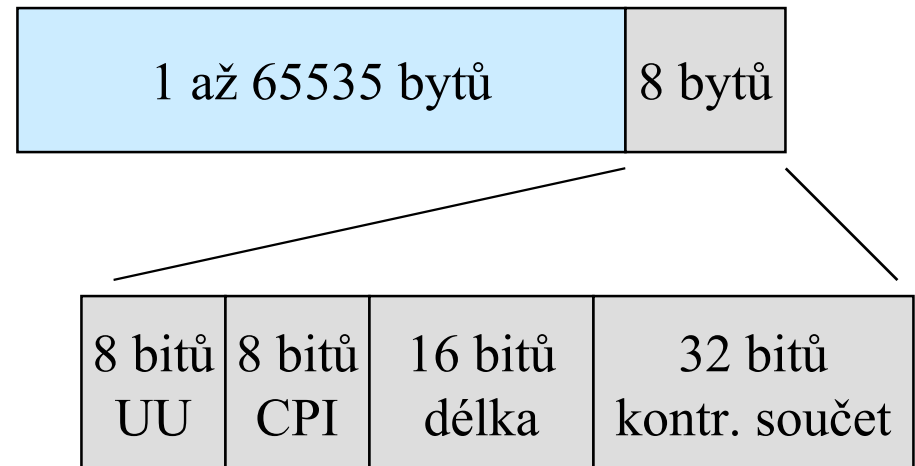 1 až 65535 bytů 8 bytů
8 bitů 8 bitů 16 bitů 32 bitů
UU CPI délka kontr. součet